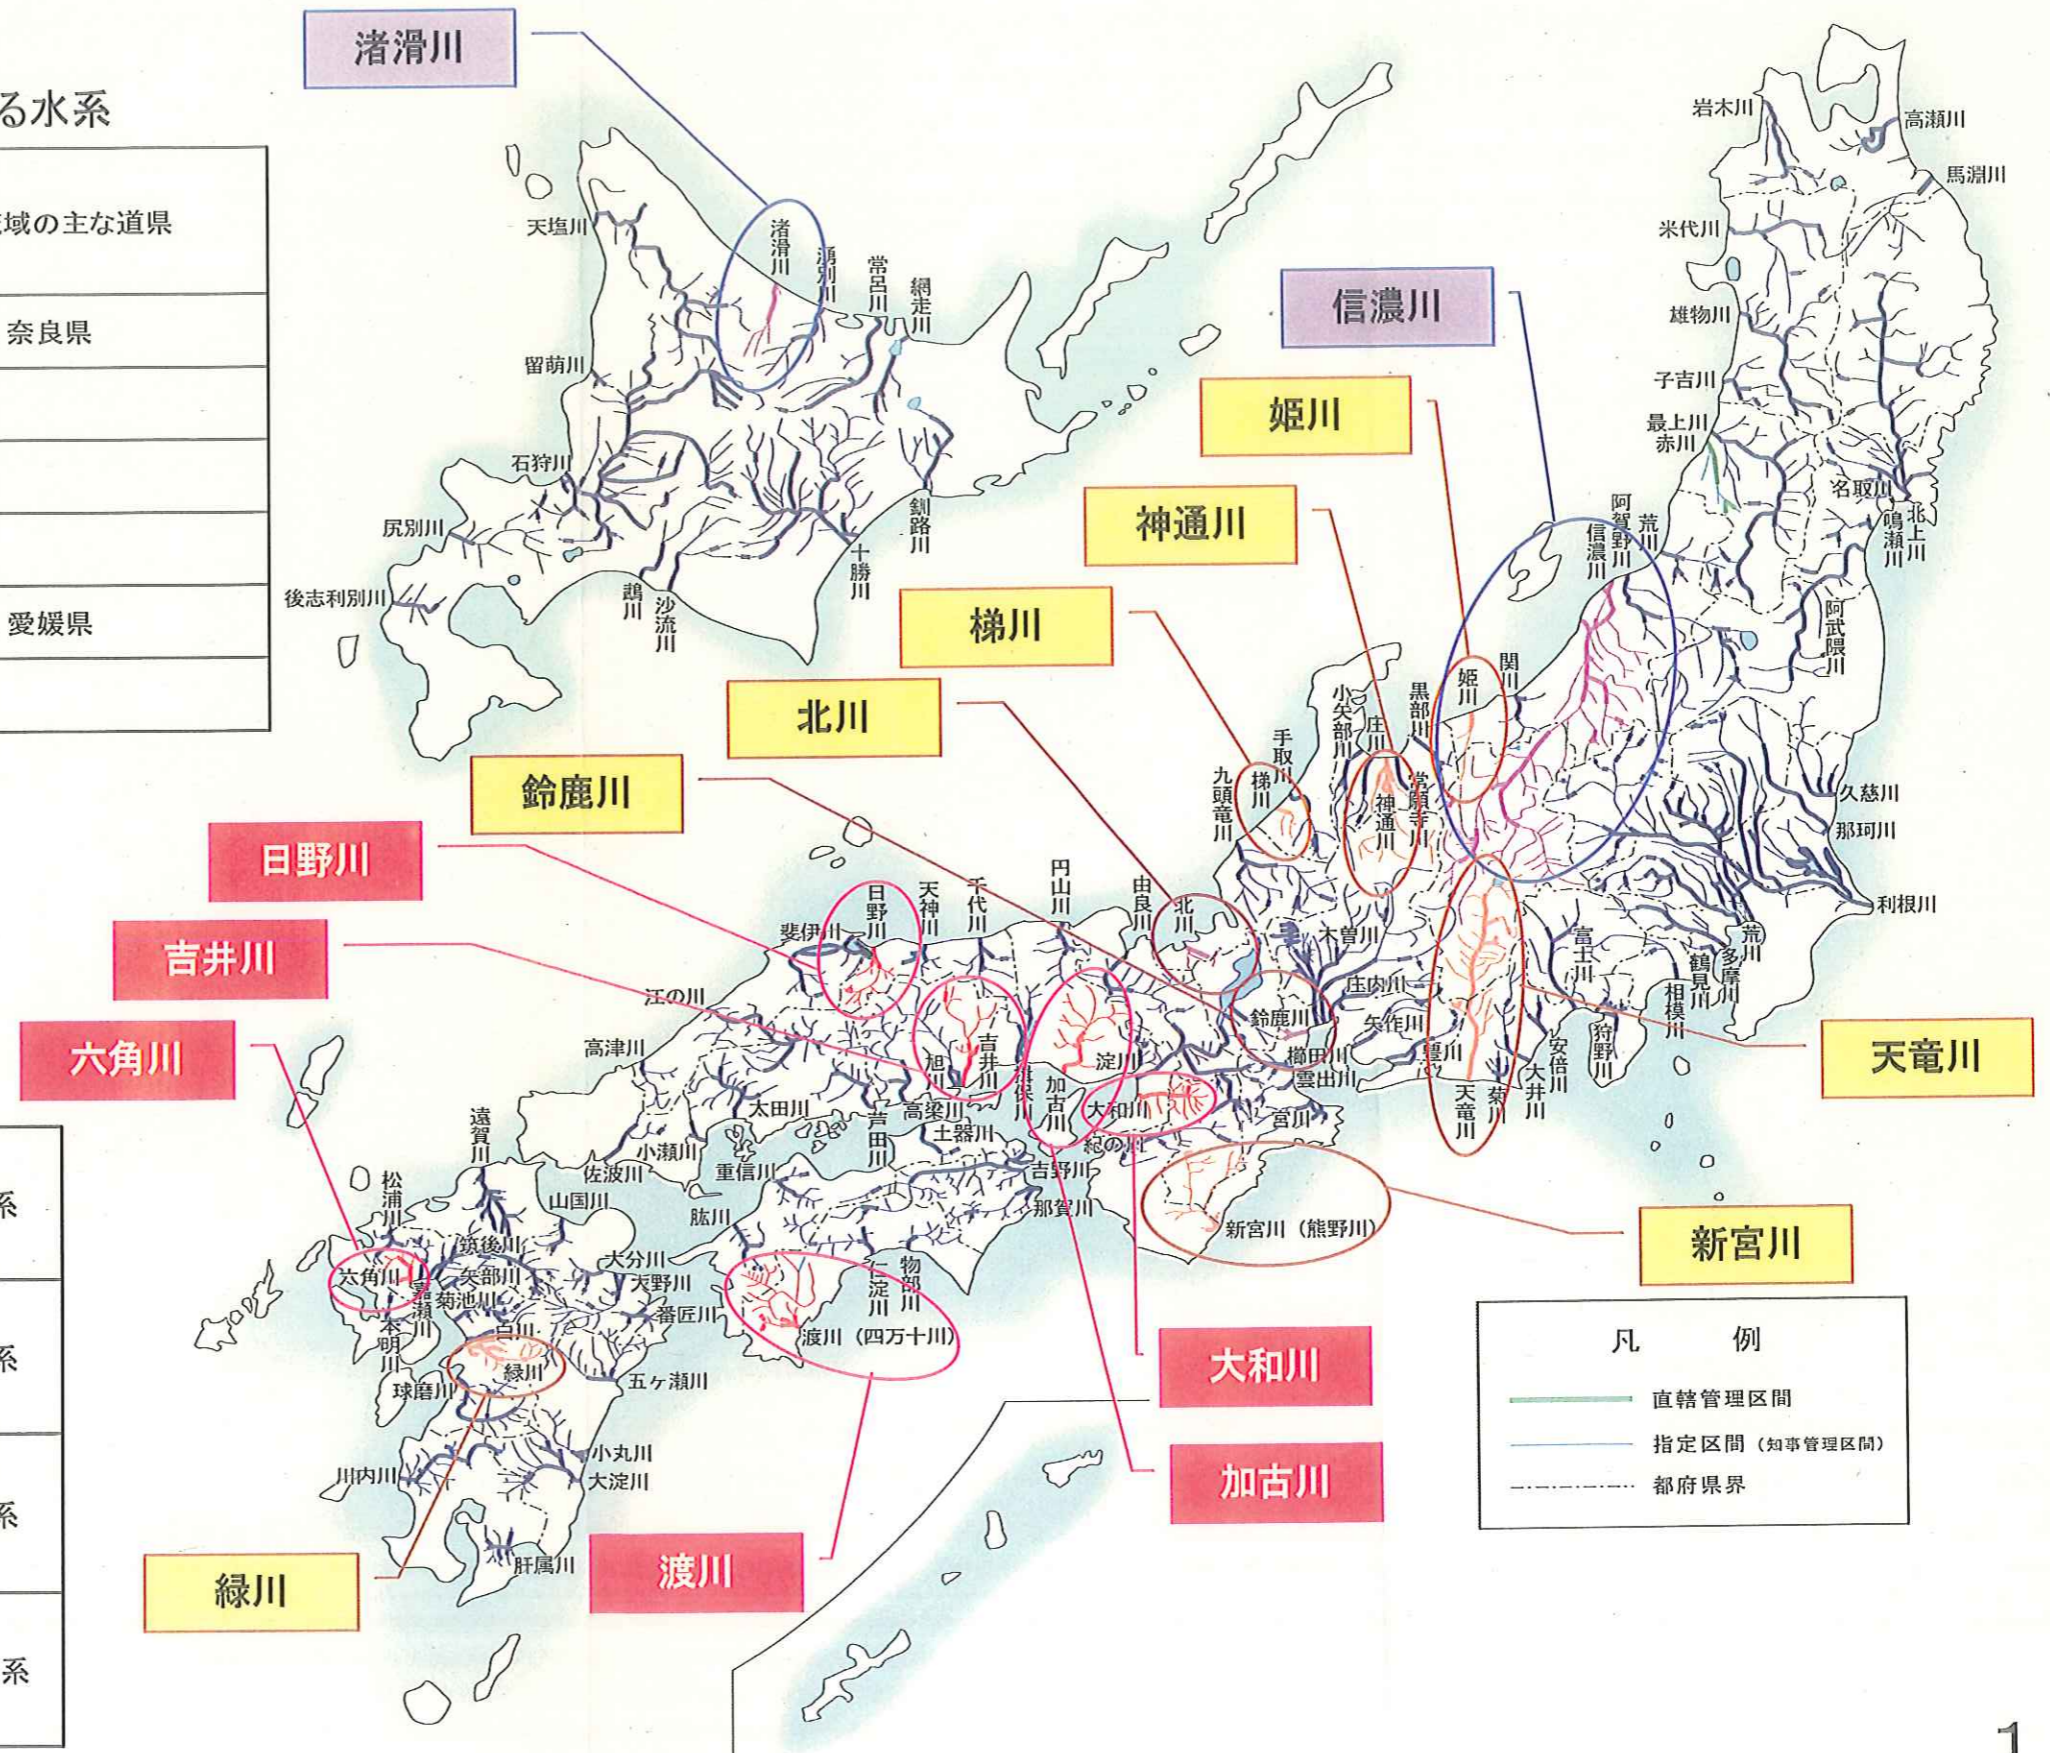 る水系
域の主な道県
奈良県
愛媛県
系
系
系
系
渚滑川
信濃川
姫川
神通川
梯川
北川
鈴鹿川
日野川
吉井川
六角川
緑川
渡川
大和川
加古川
新宮川
天竜川
天塩川
渚滑川
湧別川
常呂川
網走川
留萌川
石狩川
尻別川
後志利別川
鵡川
沙流川
十勝川
釧路川
岩木川
高瀬川
馬淵川
米代川
雄物川
子吉川
最上川
赤川
名取川
鳴瀬川
北上川
阿武隈川
荒川
阿賀野川
信濃川
関川
姫川
黒部川
常願寺川
神通川
庄川
小矢部川
手取川
梯川
九頭竜川
久慈川
那珂川
利根川
荒川
多摩川
鶴見川
相模川
富士川
狩野川
安倍川
大井川
菊川
天竜川
豊川
矢作川
庄内川
木曽川
鈴鹿川
櫛田川
雲出川
宮川
北川
由良川
円山川
千代川
天神川
日野川
斐伊川
江の川
高津川
吉井川
旭川
揖保川
加古川
淀川
大和川
紀の川
新宮川（熊野川）
高梁川
芦田川
太田川
小瀬川
佐波川
土器川
重信川
吉野川
那賀川
肱川
物部川
仁淀川
渡川（四万十川）
遠賀川
山国川
松浦川
六角川
筑後川
矢部川
嘉瀬川
菊池川
本明川
白川
緑川
球磨川
大分川
大野川
番匠川
五ヶ瀬川
小丸川
大淀川
川内川
肝属川
凡 例
直轄管理区間
指定区間（知事管理区間）
都府県界
1